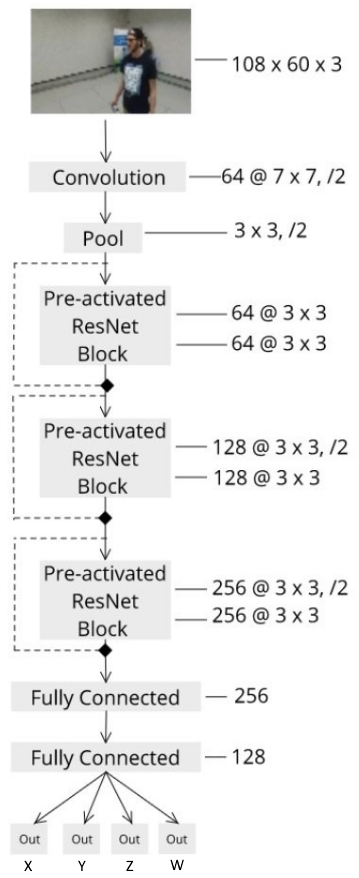 108 x 60 x 3
Convolution
64 @ 7 x 7, /2
Pool
3 x 3, /2
Pre-activated
ResNet
Block
64 @ 3 x 3
64 @ 3 x 3
Pre-activated
ResNet
Block
128 @ 3 x 3, /2
128 @ 3 x 3
Pre-activated
ResNet
Block
256 @ 3 x 3, /2
256 @ 3 x 3
Fully Connected
256
Fully Connected
128
Out Out Out Out
X Y Z W